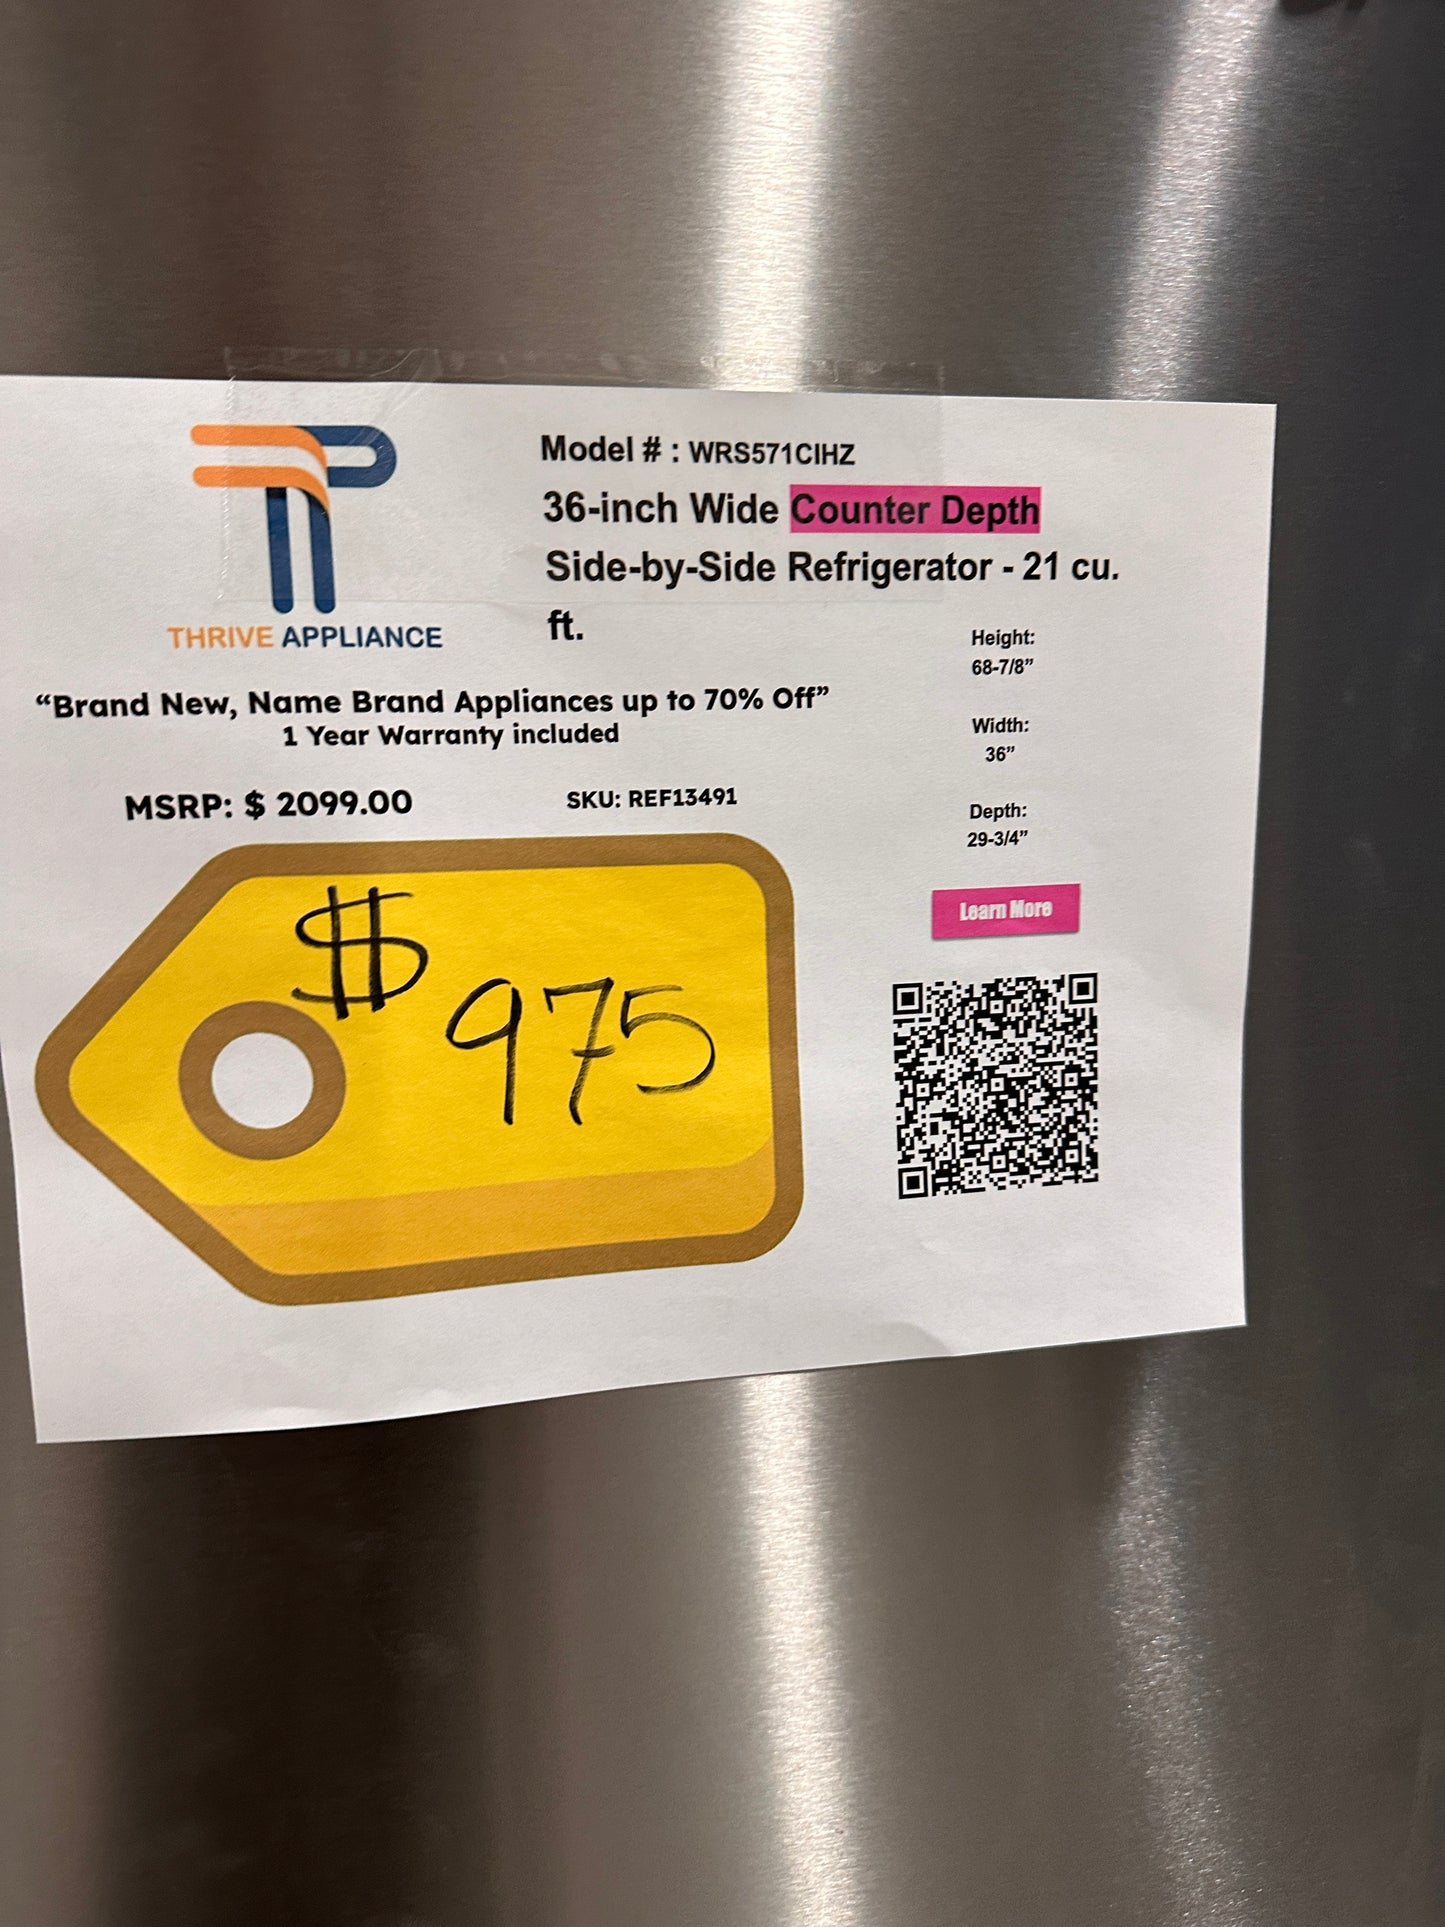 Model # : WRS571CIHZ
36-inch Wide Counter Depth
Side-by-Side Refrigerator - 21 cu.
ft.
THRIVE APPLIANCE
Height:
68-7/8”
“Brand New, Name Brand Appliances up to 70% Off”
1 Year Warranty included
Width:
36”
MSRP: $ 2099.00
SKU: REF13491
Depth:
29-3/4”
$ 975
Learn More